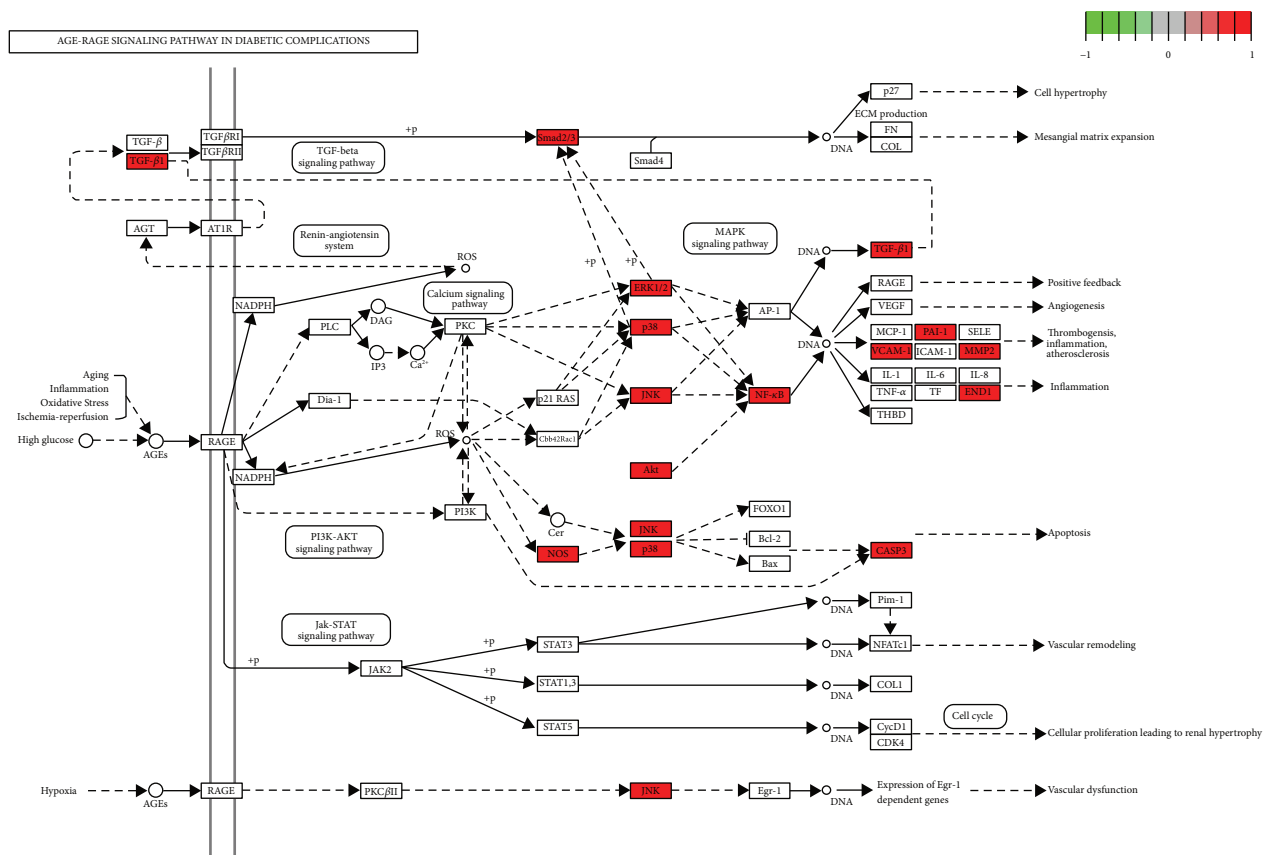 AGE-RAGE SIGNALING PATHWAY IN DIABETIC COMPLICATIONS
−1
0
1
p27
Cell hypertrophy
ECM production
FN
COL
DNA
Mesangial matrix expansion
TGF-β
TGF-β1
TGFβRI
TGFβRII
+p
TGF-beta
signaling pathway
Smad2/3
Smad4
AGT
AT1R
Renin-angiotensin
system
MAPK
signaling pathway
DNA
TGF-β1
ROS
+p
+p
NADPH
Calcium signaling
pathway
ERK1/2
RAGE
Positive feedback
DAG
PLC
PKC
p38
AP-1
VEGF
Angiogenesis
IP3
Ca2+
DNA
MCP-1
PAI-1
SELE
VCAM-1
ICAM-1
MMP2
Thrombogensis,
inflammation,
atherosclerosis
Aging
Inflammation
Oxidative Stress
Ischemia-reperfusion
High glucose
AGEs
RAGE
Dia-1
p21 RAS
JNK
NF-κB
IL-1
IL-6
IL-8
TNF-α
TF
END1
Inflammation
THBD
ROS
Cbb42Rac1
NADPH
Akt
PI3K
PI3K-AKT
signaling pathway
Cer
NOS
JNK
p38
FOXO1
Bcl-2
Bax
CASP3
Apoptosis
Jak-STAT
signaling pathway
+p
JAK2
+p
STAT3
DNA
Pim-1
DNA
NFATc1
Vascular remodeling
+p
STAT1,3
DNA
COL1
+p
STAT5
DNA
CycD1
CDK4
Cell cycle
Cellular proliferation leading to renal hypertrophy
Hypoxia
AGEs
RAGE
PKCβII
JNK
Egr-1
DNA
Expression of Egr-1
dependent genes
Vascular dysfunction